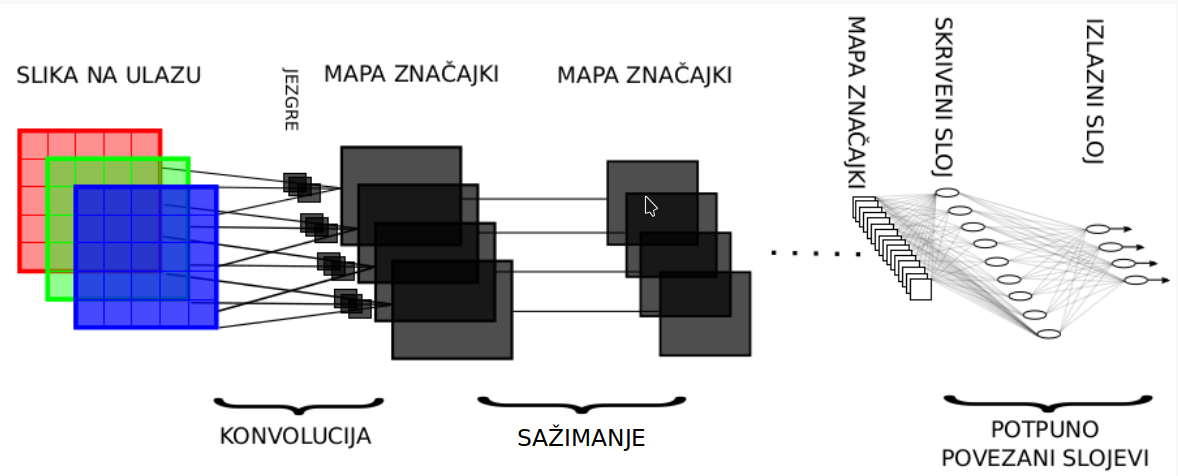 SLIKA NA ULAZU
JEZGRE
MAPA ZNAČAJKI
MAPA ZNAČAJKI
MAPA ZNAČAJKI
SKRIVENI SLOJ
IZLAZNI SLOJ
KONVOLUCIJA
SAŽIMANJE
POTPUNO
POVEZANI SLOJEVI